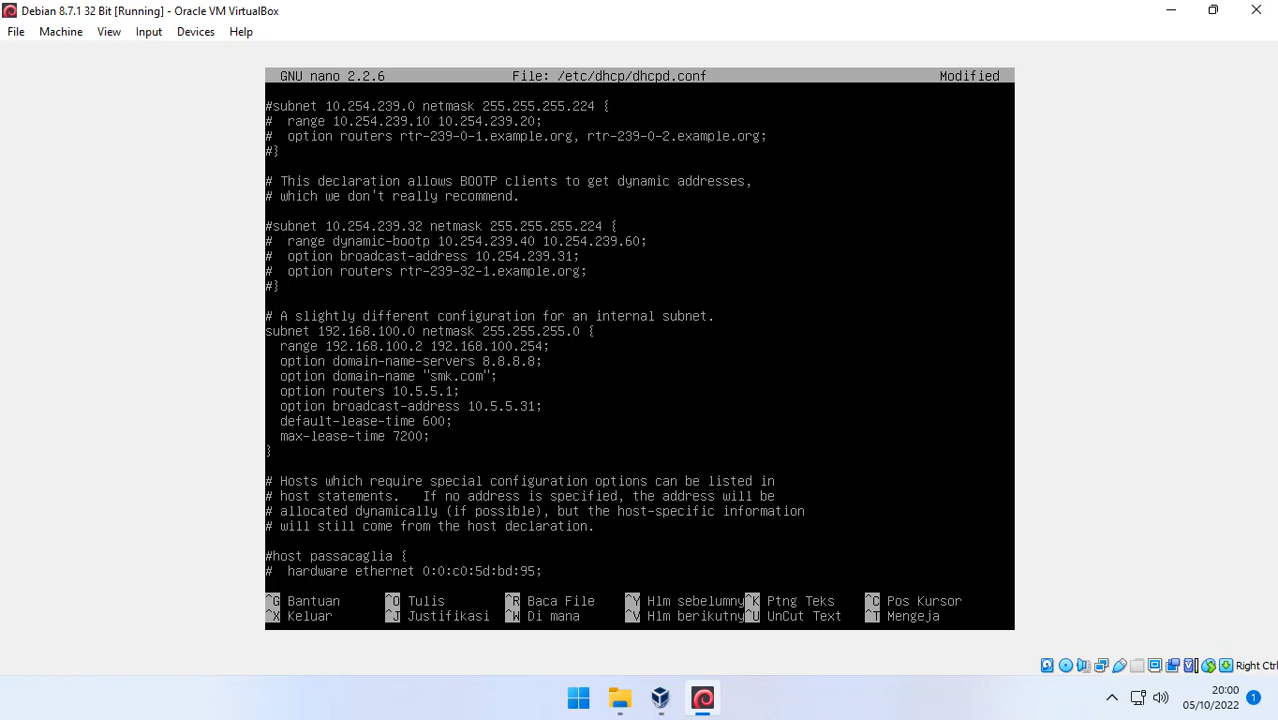 Debian 8.7.1 32 Bit [Running] - Oracle VM VirtualBox
File Machine View Input Devices Help
GNU nano 2.2.6 File: /etc/dhcp/dhcpd.conf Modified
#subnet 10.254.239.0 netmask 255.255.255.224 {
#  range 10.254.239.10 10.254.239.20;
#  option routers rtr-239-0-1.example.org, rtr-239-0-2.example.org;
#}
# This declaration allows BOOTP clients to get dynamic addresses,
# which we don't really recommend.
#subnet 10.254.239.32 netmask 255.255.255.224 {
#  range dynamic-bootp 10.254.239.40 10.254.239.60;
#  option broadcast-address 10.254.239.31;
#  option routers rtr-239-32-1.example.org;
#}
# A slightly different configuration for an internal subnet.
subnet 192.168.100.0 netmask 255.255.255.0 {
  range 192.168.100.2 192.168.100.254;
  option domain-name-servers 8.8.8.8;
  option domain-name "smk.com";
  option routers 10.5.5.1;
  option broadcast-address 10.5.5.31;
  default-lease-time 600;
  max-lease-time 7200;
}
# Hosts which require special configuration options can be listed in
# host statements.   If no address is specified, the address will be
# allocated dynamically (if possible), but the host-specific information
# will still come from the host declaration.
#host passacaglia {
#  hardware ethernet 0:0:c0:5d:bd:95;
^G Bantuan ^O Tulis ^R Baca File ^Y Hlm sebelumny ^K Ptng Teks ^C Pos Kursor
^X Keluar ^J Justifikasi ^W Di mana ^V Hlm berikutny ^U UnCut Text ^T Mengeja
Right Ctrl
20:00
05/10/2022
1